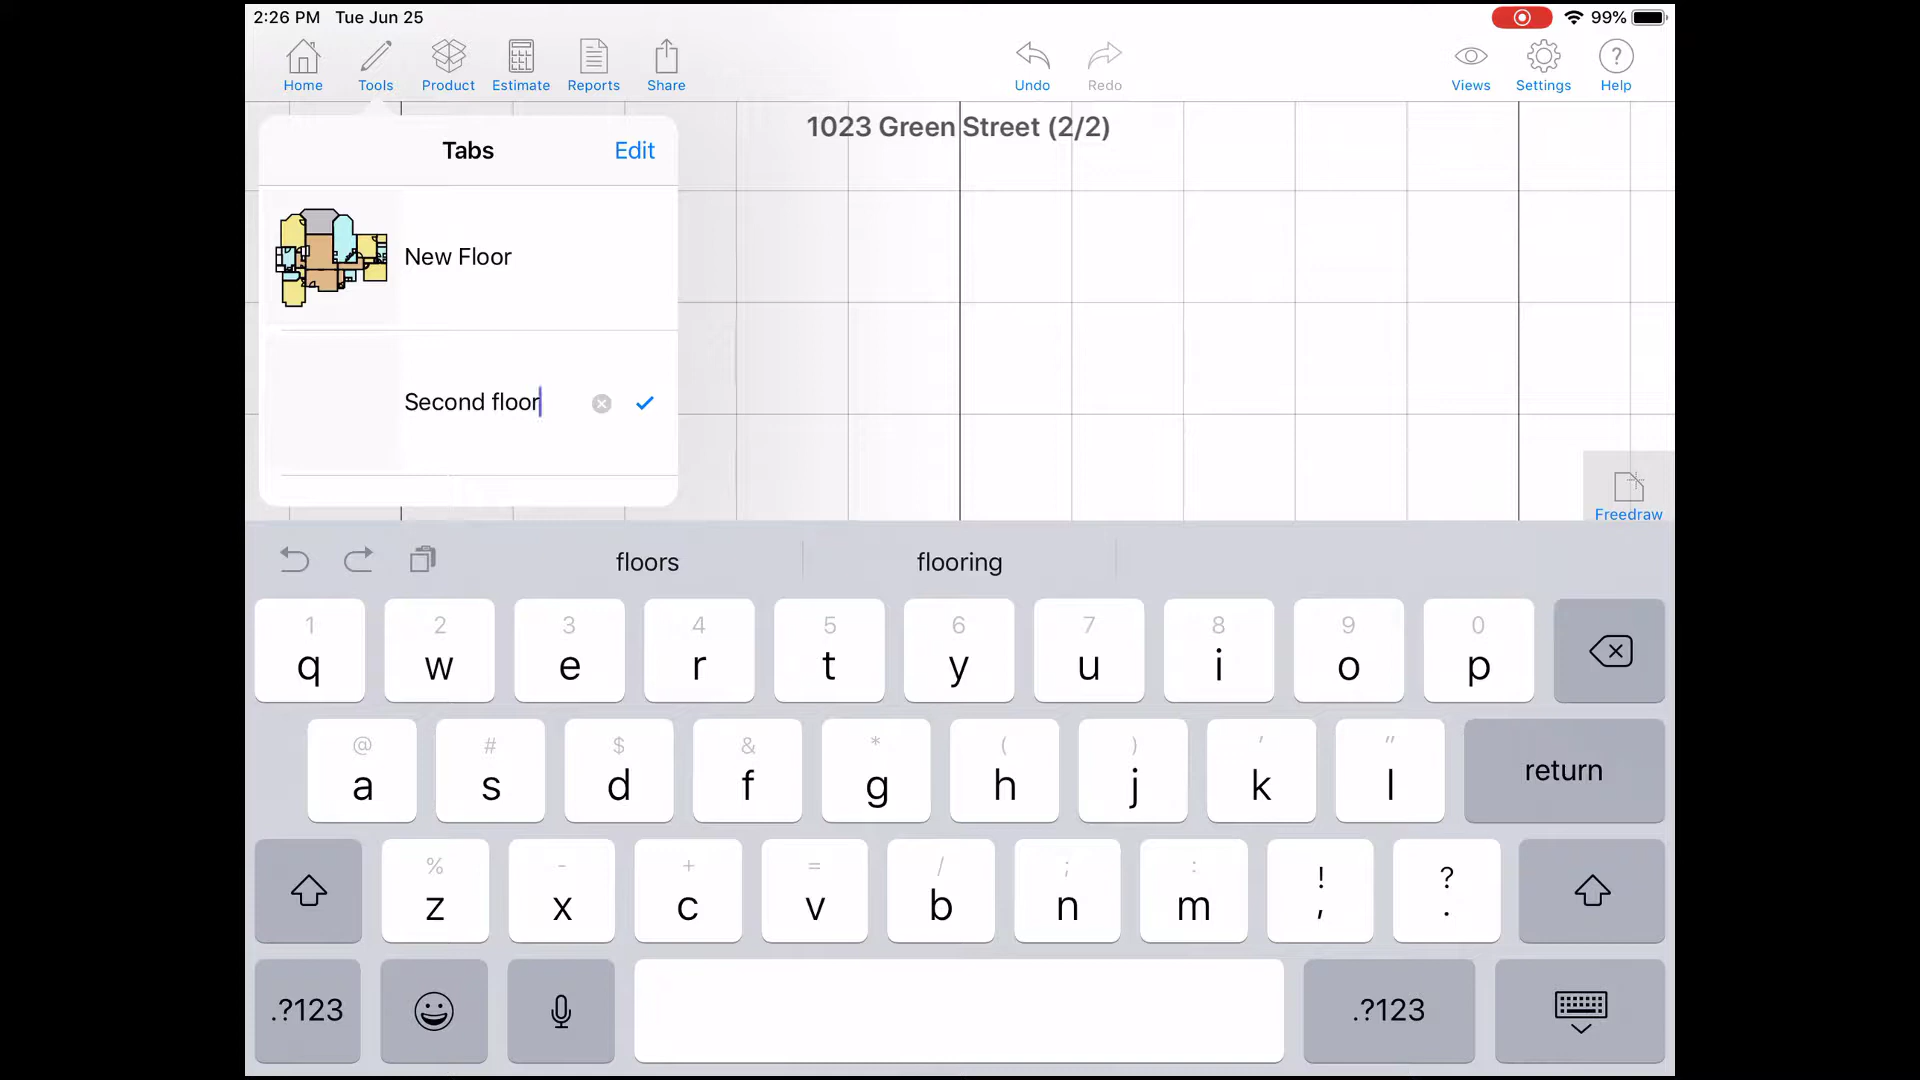 2:26 PM Tue Jun 25
99%
Home Tools Product Estimate Reports Share Undo Redo Views Settings Help
1023 Green Street (2/2)
Tabs Edit
New Floor
Second floor
Freedraw
floors flooring
1 2 3 4 5 6 7 8 9 0
q w e r t y u i o p
@ # $ & * ( ) ' "
a s d f g h j k l return
% - + = / ; : ! ?
z x c v b n m , .
.?123 .?123